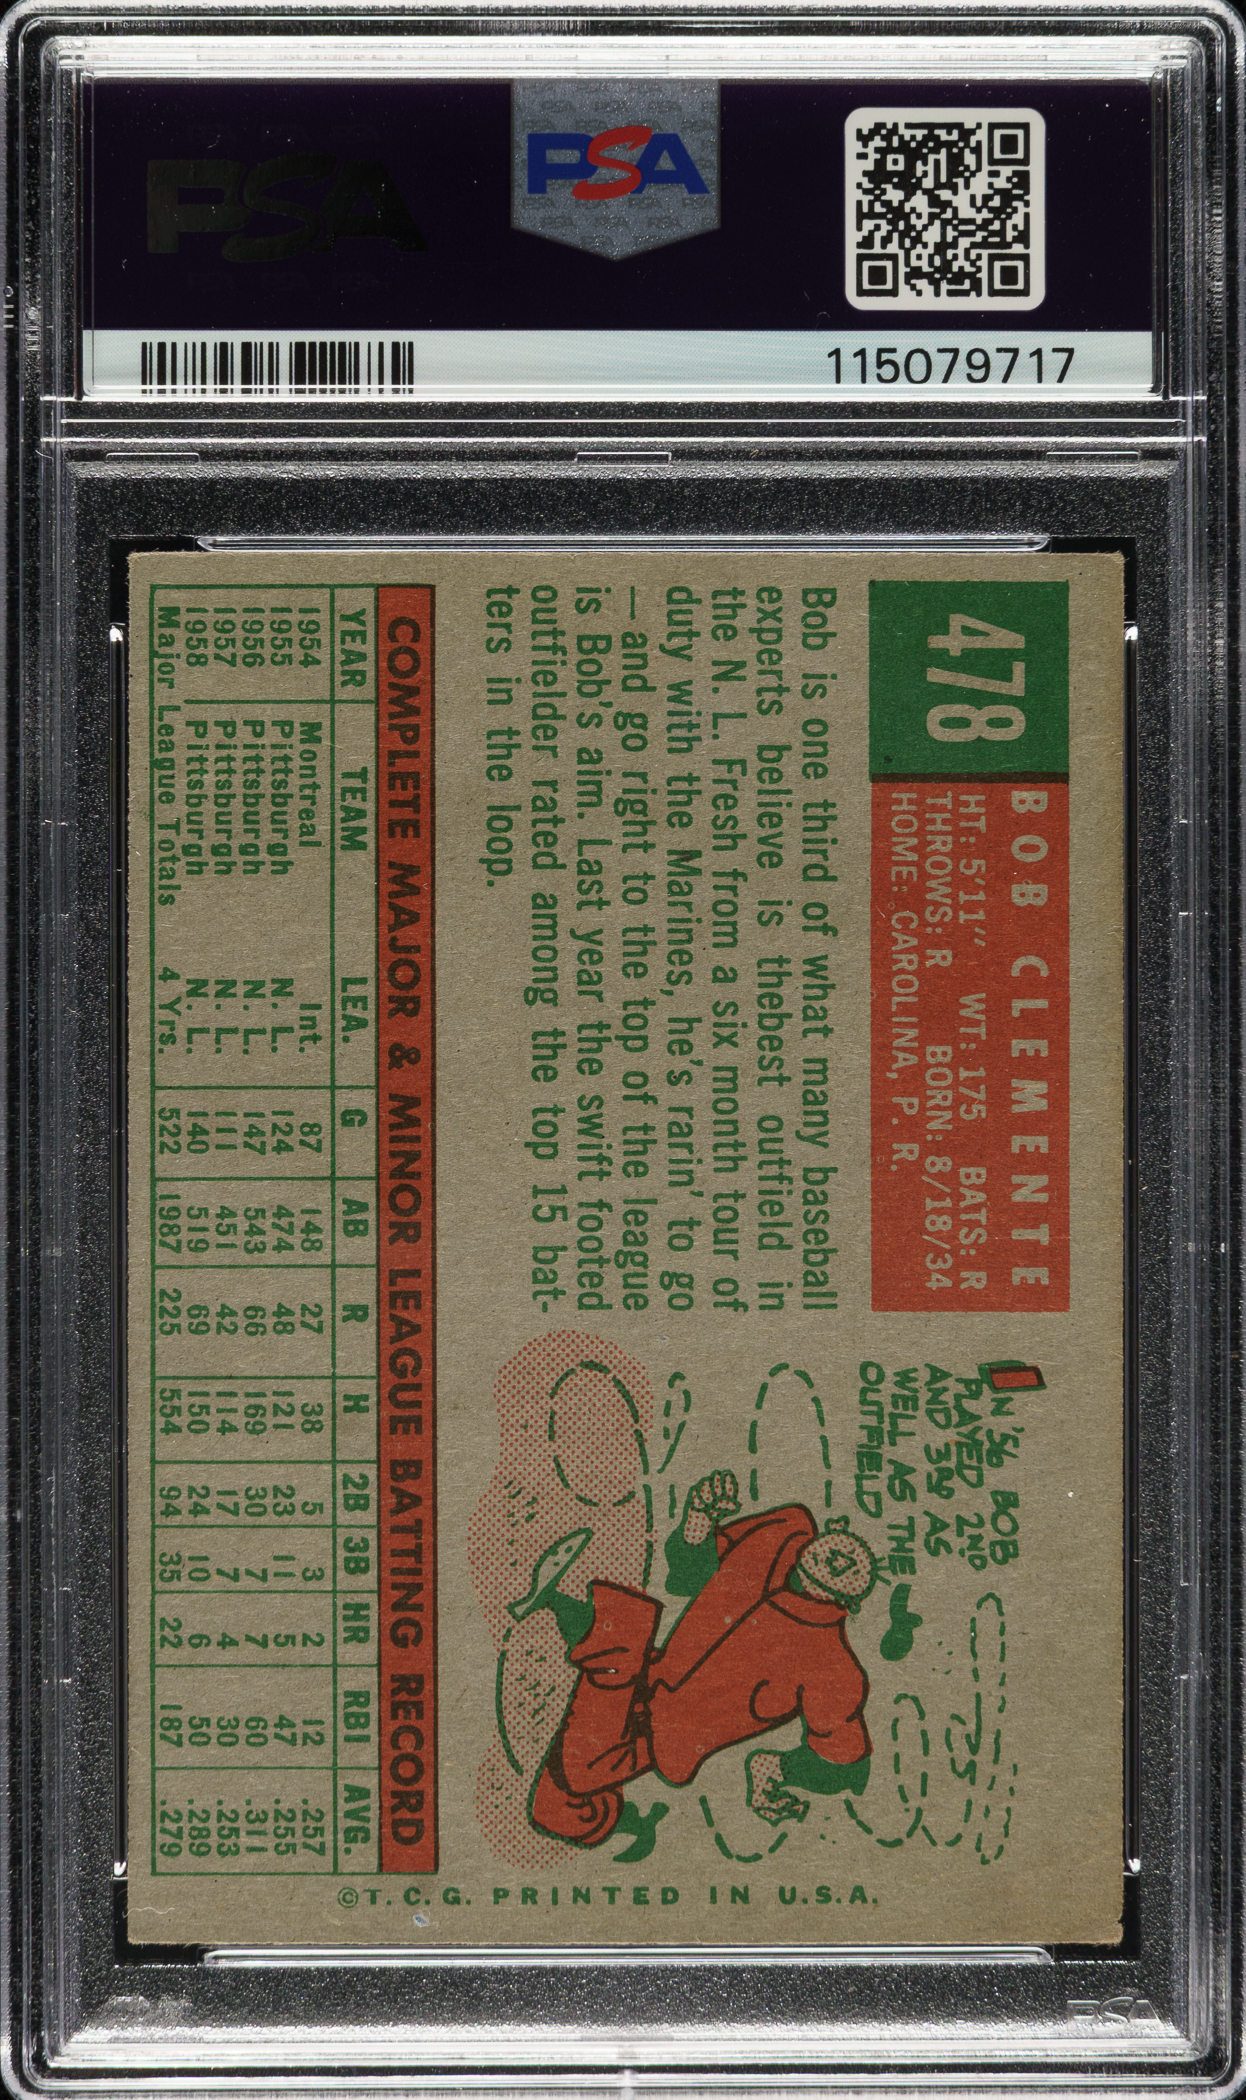 PSA
PSA
115079717
478
BOB CLEMENTE
HT: 5'11" WT: 175 BATS: R
THROWS: R BORN: 8/18/34
HOME: CAROLINA, P. R.
Bob is one third of what many baseball
experts believe is thebest outfield in
the N. L. Fresh from a six month tour of
duty with the Marines, he's rarin' to go
—and go right to the top of the league
is Bob's aim. Last year the swift footed
outfielder rated among the top 15 bat-
ters in the loop.
IN '56 BOB
PLAYED 2ND
AND 3RD AS
WELL AS THE
OUTFIELD
COMPLETE MAJOR & MINOR LEAGUE BATTING RECORD
YEAR TEAM LEA. G AB R H 2B 3B HR RBI AVG.
1954 Montreal Int. 87 148 27 38 5 3 2 12 .257
1955 Pittsburgh N. L. 124 474 48 121 23 11 5 47 .255
1956 Pittsburgh N. L. 147 543 66 169 30 7 7 60 .311
1957 Pittsburgh N. L. 111 451 42 114 17 7 4 30 .253
1958 Pittsburgh N. L. 140 519 69 150 24 10 6 50 .289
Major League Totals 4 Yrs. 522 1987 225 554 94 35 22 187 .279
©T. C. G. PRINTED IN U.S.A.
PSA